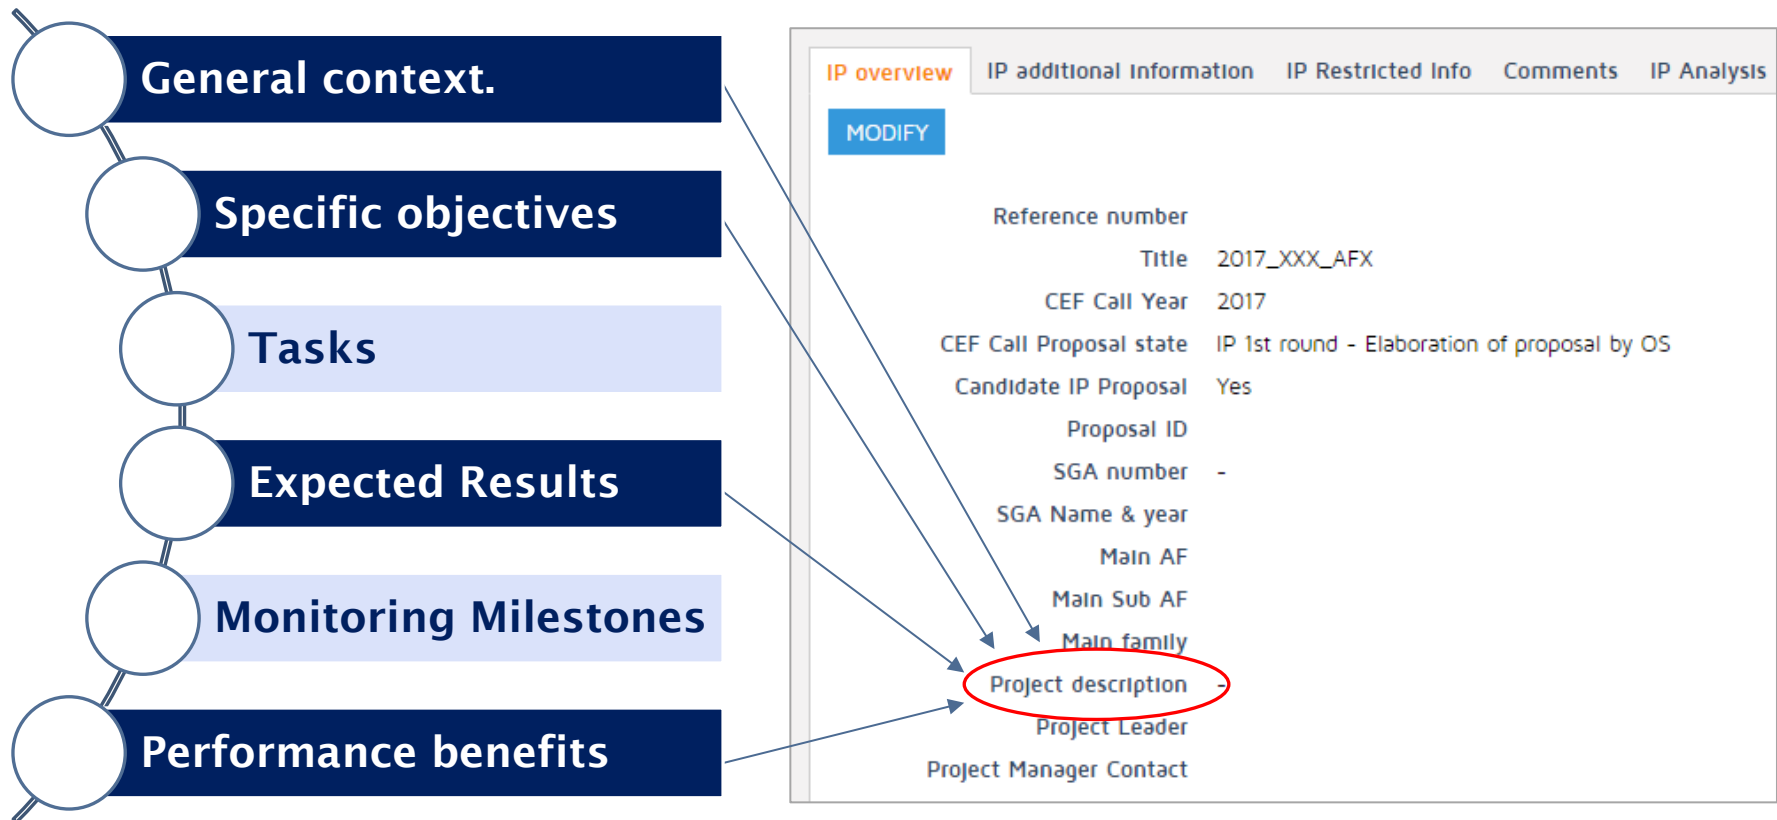 General context.
Specific objectives
Tasks
Expected Results
Monitoring Milestones
Performance benefits
IP overview IP additional information IP Restricted Info Comments IP Analysis
MODIFY
Reference number
Title 2017_XXX_AFX
CEF Call Year 2017
CEF Call Proposal state IP 1st round - Elaboration of proposal by OS
Candidate IP Proposal Yes
Proposal ID
SGA number -
SGA Name & year
Main AF
Main Sub AF
Main family
Project description -
Project Leader
Project Manager Contact